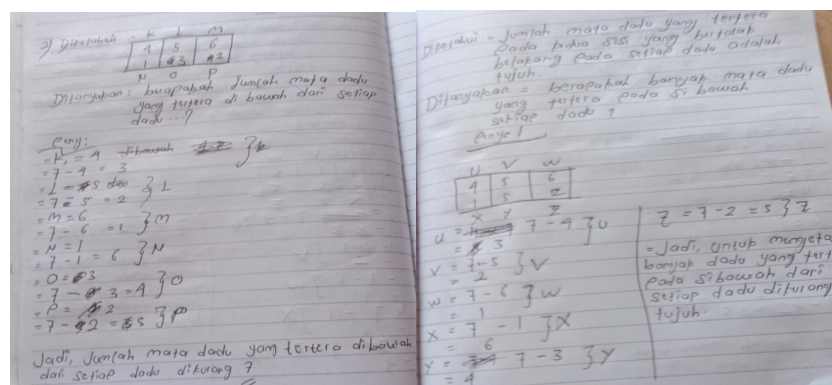 2) Diketahui : K L M
4 5 6
1 3 2
N O P
Ditanyakan : berapakah Jumlah mata dadu
yang tertera di bawah dari setiap
dadu...?
Peny:
= K = 4 dibawah } K
= 7 - 4 = 3
= L = 5 } L
= 7 - 5 = 2
= M = 6 } M
= 7 - 6 = 1
= N = 1 } N
= 7 - 1 = 6
= O = 3 } O
= 7 - 3 = 4
= P = 2 } P
= 7 - 2 = 5
Jadi, Jumlah mata dadu yang tertera dibawah
dari setiap dadu dikurang 7
Diketahui = Jumlah mata dadu yang tertera
pada kedua sisi yang bertolak
belakang pada setiap dadu adalah
tujuh.
Ditanyakan = berapakah banyak mata dadu
yang tertera pada si bawah
setiap dadu ?
Penyel
U V W
4 5 6
1 5 2
X Y Z
U = 7 - 4 } U
= 3
V = 7 - 5 } V
= 2
W = 7 - 6 } W
= 1
X = 7 - 1 } X
= 6
Y = 7 - 3 } Y
= 4
Z = 7 - 2 = 5 } Z
= Jadi, untuk
banyak dadu yang tert
pada sibawah dari
setiap dadu dikurang
tujuh.